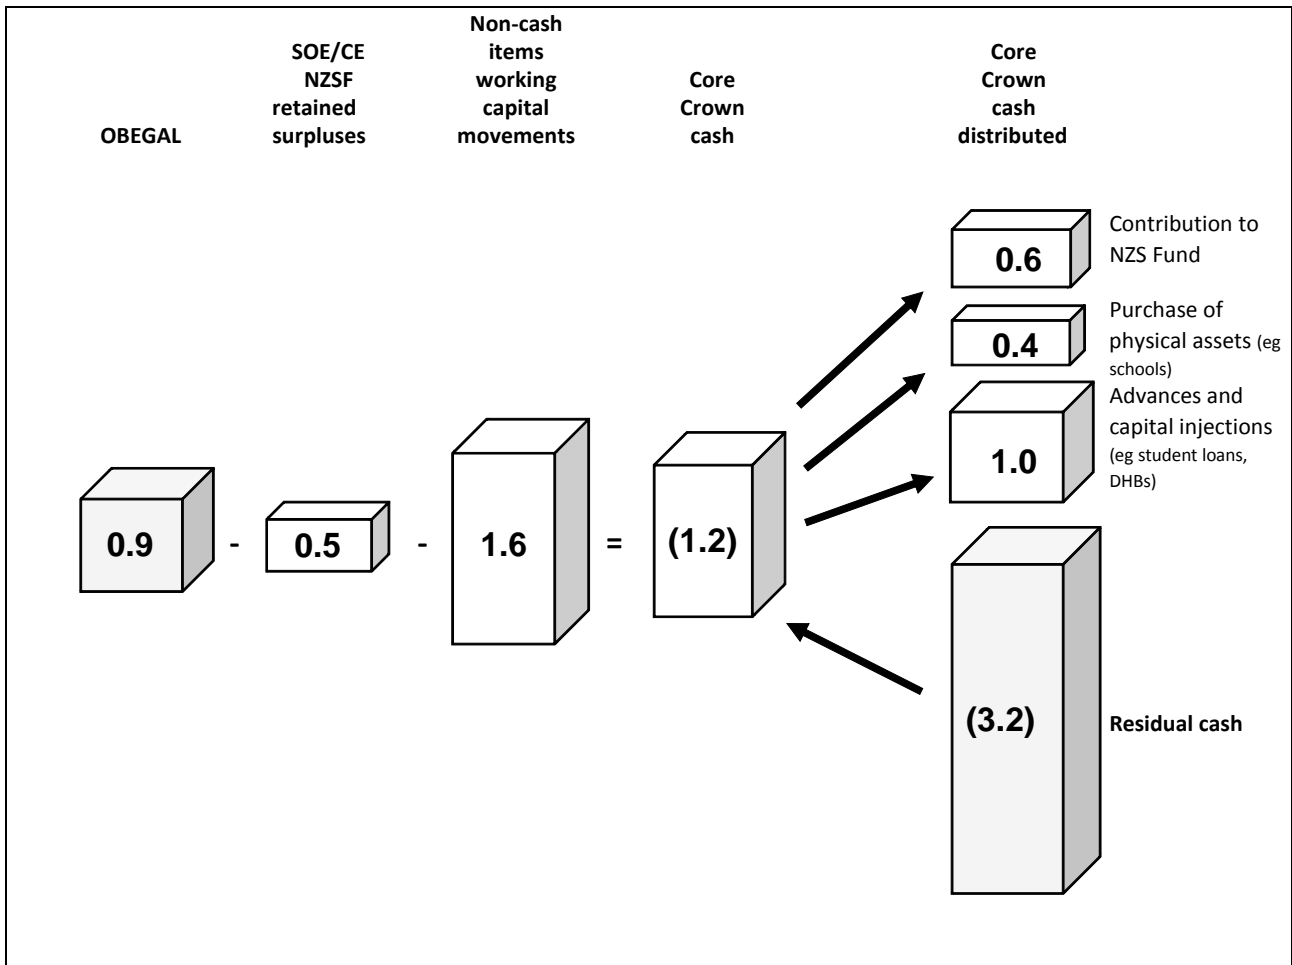 OBEGAL
SOE/CE
NZSF
retained
surpluses
Non-cash
items
working
capital
movements
Core
Crown
cash
Core
Crown
cash
distributed
0.6
Contribution to
NZS Fund
0.4
Purchase of
physical assets (eg
schools)
1.0
Advances and
capital injections
(eg student loans,
DHBs)
0.9
-
0.5
-
1.6
=
(1.2)
(3.2)
Residual cash